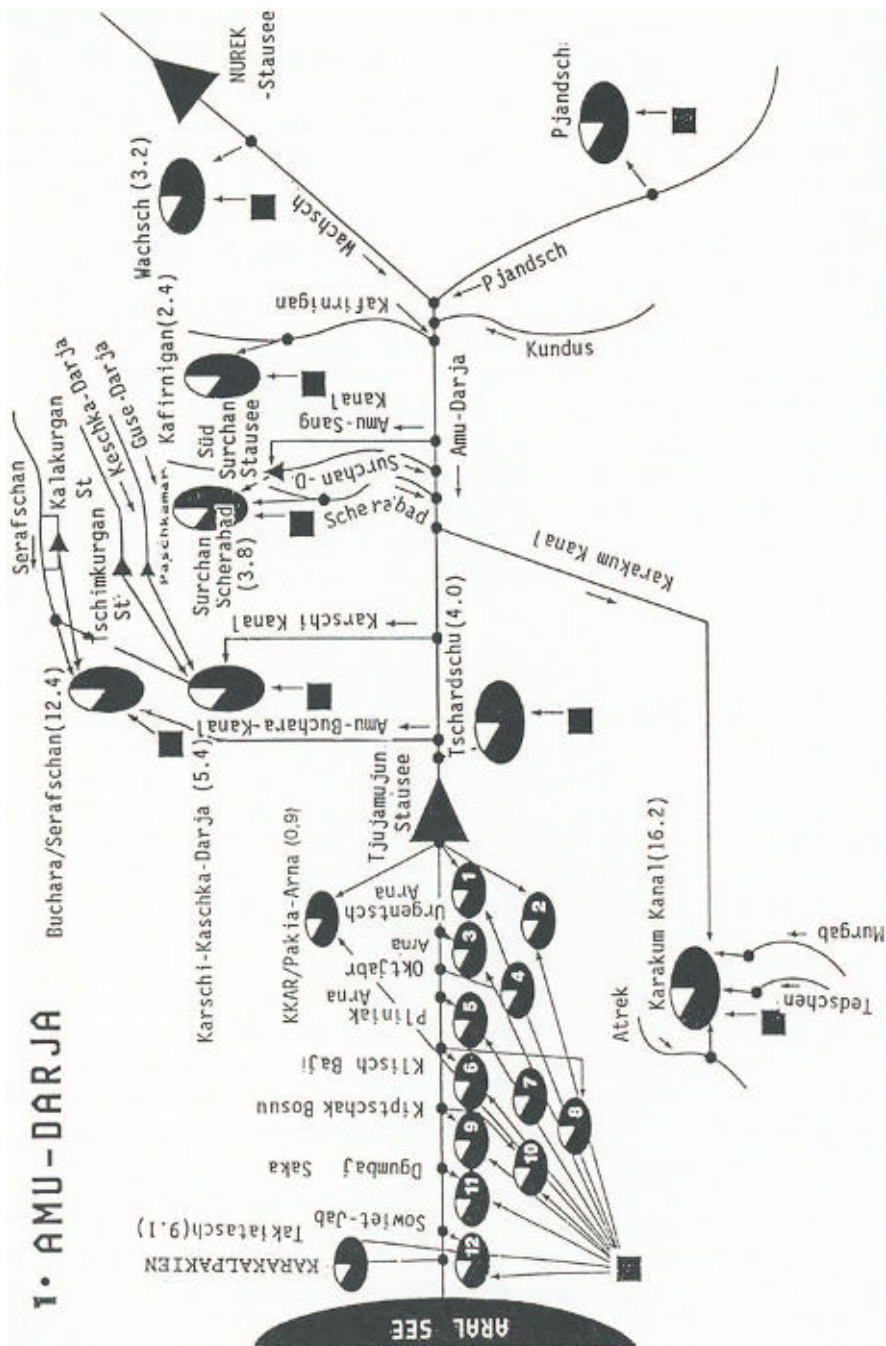 1. AMU-DARJA
NUREK
-Stausee
Wachsch (3.2)
Wachsch
Pjandsch
Pjandsch
Kafirnigan
Kafirnigan(2.4)
Kundus
Amu-Darja
Amu-Sang
Kanal
Süd
Surchan
Stausee
Surchan-D.
Scherabad
Surchan
Scherabad
(3.8)
Serafschan
Kalakurgan
St
Keschka-Darja
Guse-Darja
Paschkamar
Tschimkurgan
St
Karakum Kanal
Karschi Kanal
Tschardschu(4.0)
Amu-Buchara-Kanal
Buchara/Serafschan(12.4)
Karschi-Kaschka-Darja (5.4)
Tjujamujun
Stausee
KKAR/Pakia-Arna (0,9)
Urgentsch
Arna
Oktjabr
Arna
Pliniak
Arna
Klisch Baji
Kiptschak Bosuu
Dgumbaj Saka
Sowiet-Jab
Takiatasch(9.1)
KARAKALPAKIEN
1
2
3
4
5
6
7
8
9
10
11
12
ARAL SEE
Karakum Kanal(16.2)
Atrek
Tedschen
Murgab